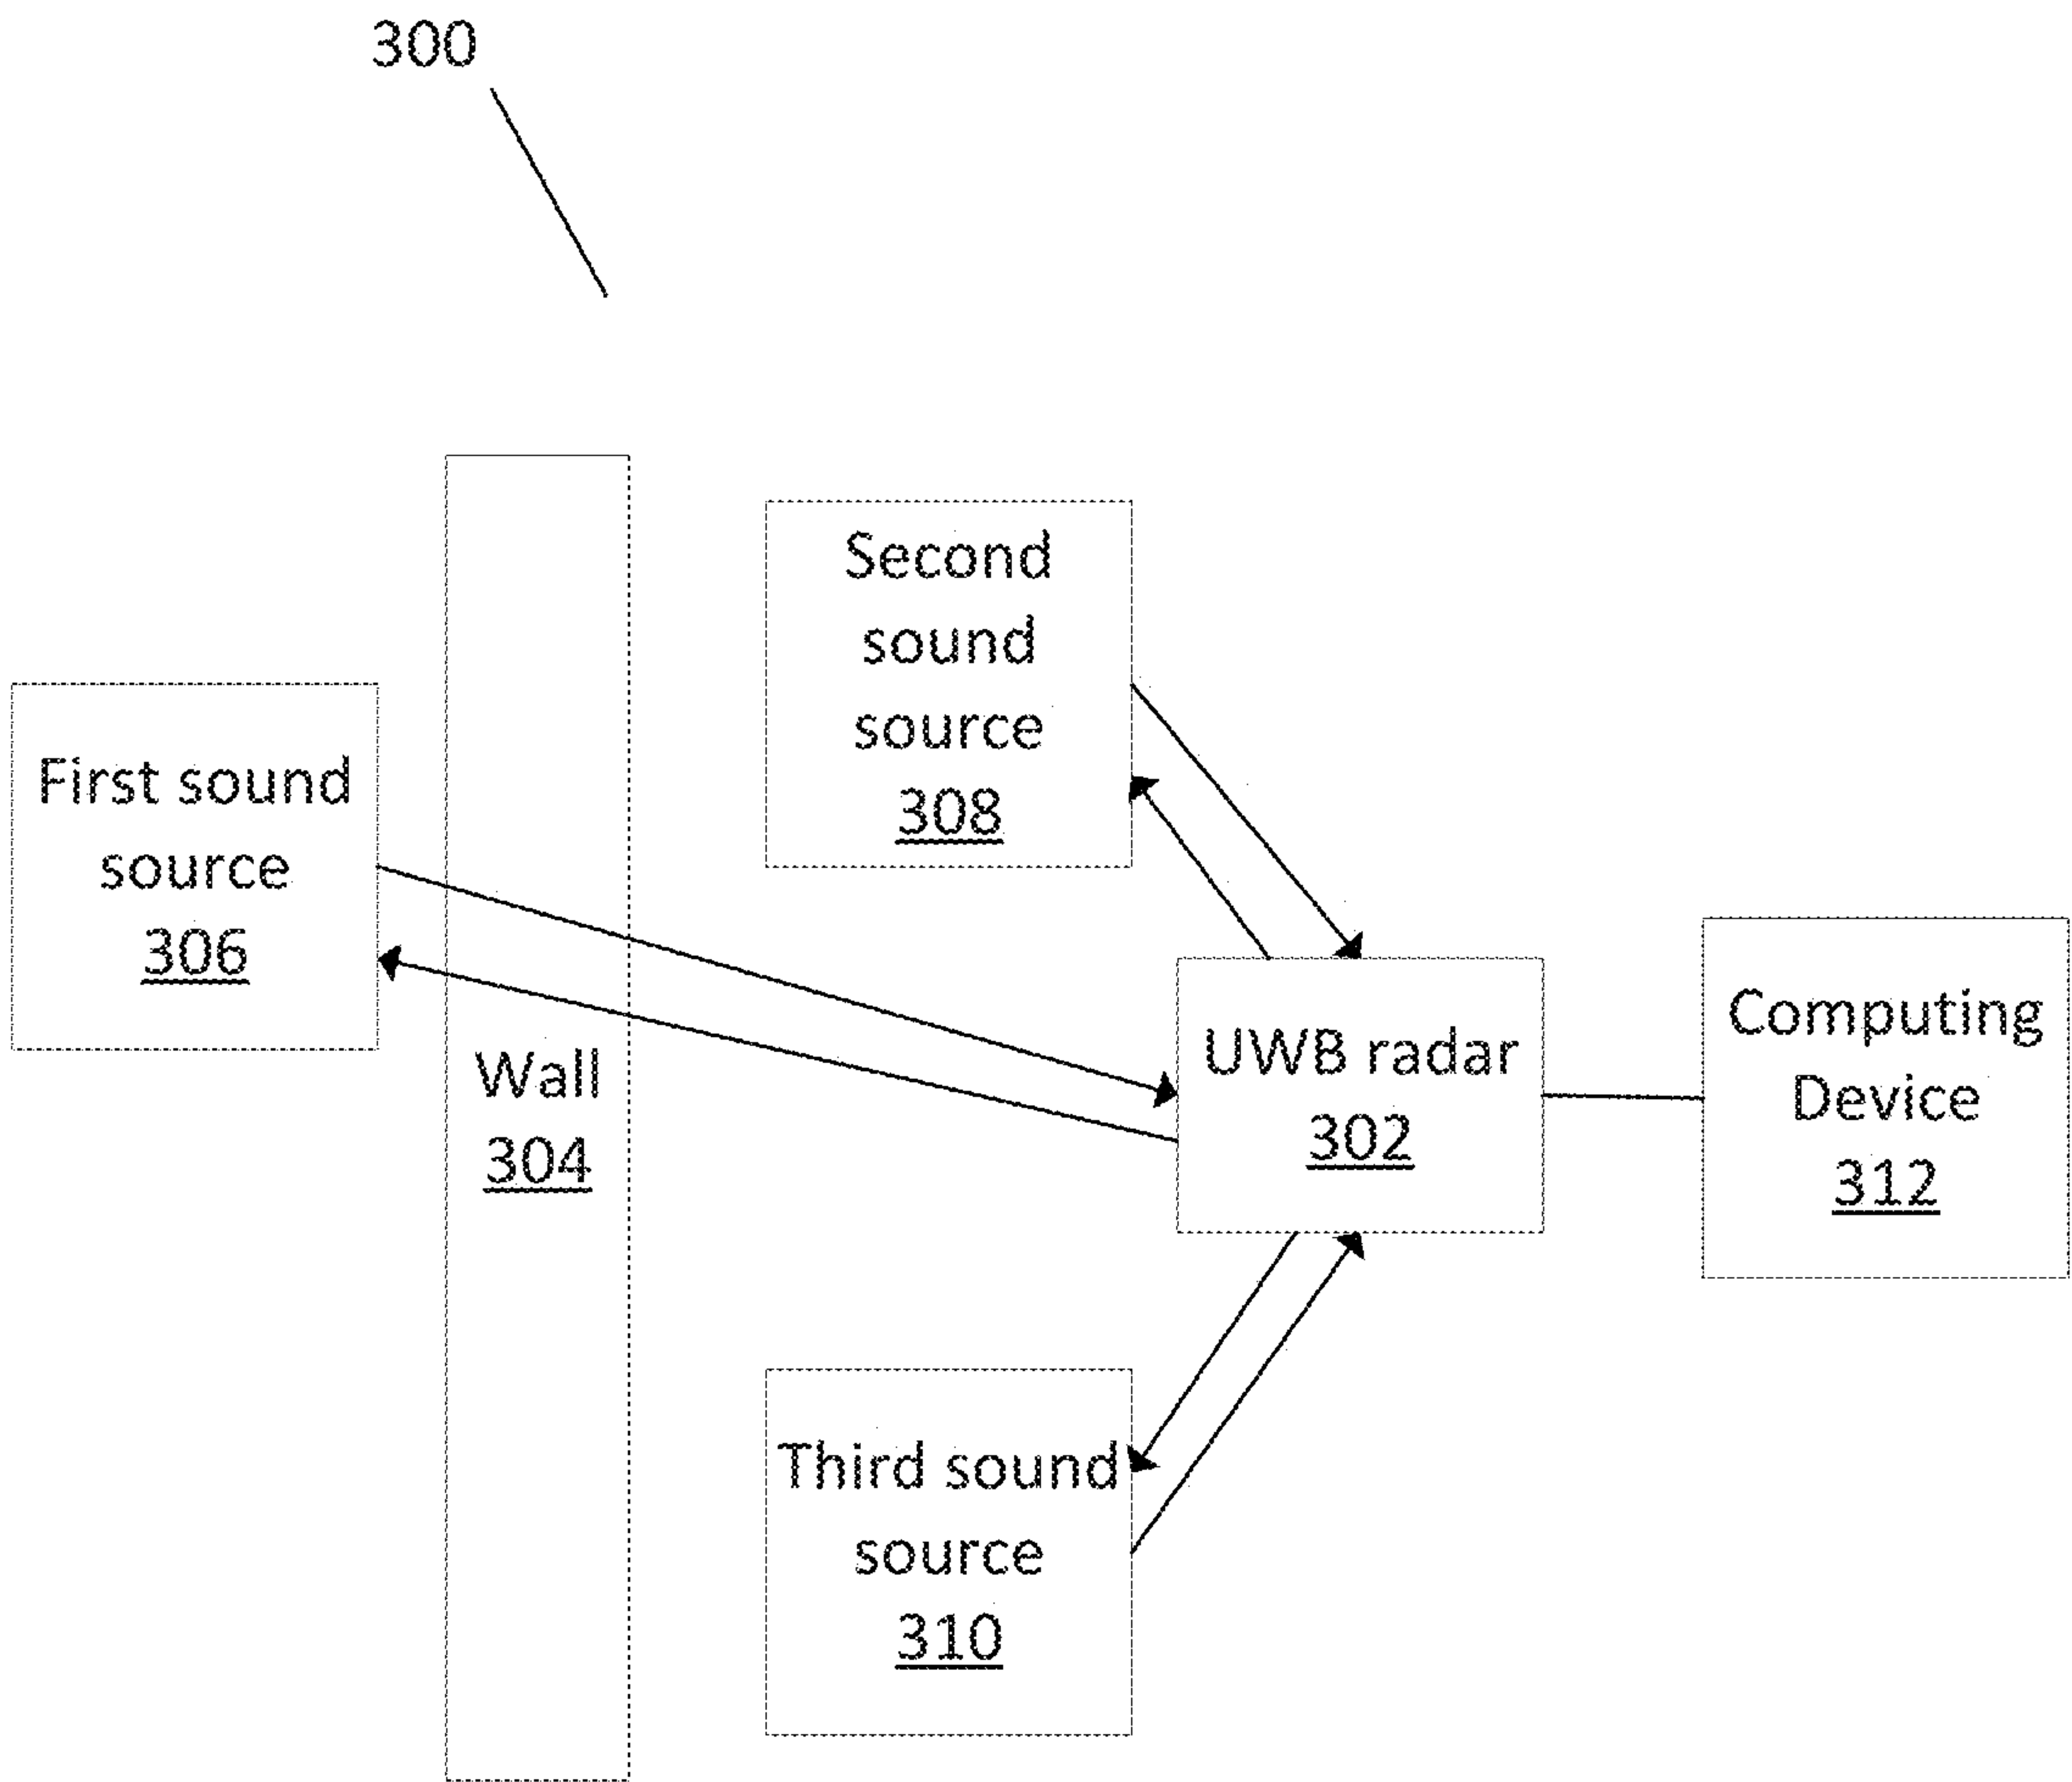 300
Second
sound
source
308
First sound
source
306
Wall
304
UWB radar
302
Computing
Device
312
Third sound
source
310